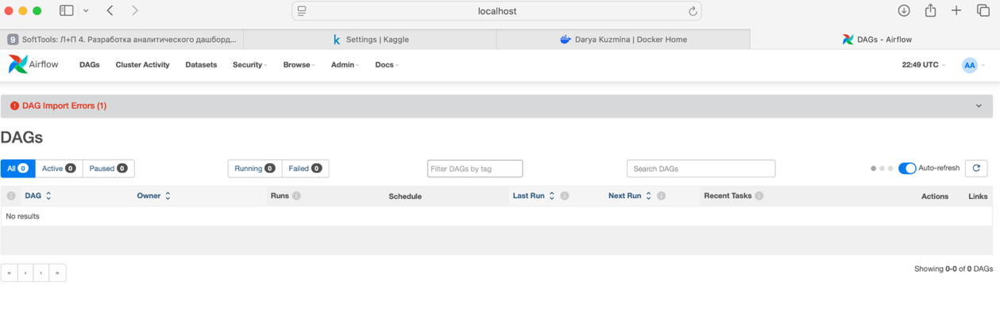 localhost
9 SoftTools: Л+П 4. Разработка аналитического дашборд...
k Settings | Kaggle
Darya Kuzmina | Docker Home
DAGs - Airflow
Airflow DAGs Cluster Activity Datasets Security Browse Admin Docs 22:49 UTC AA
DAG Import Errors (1)
DAGs
All 0 Active 0 Paused 0 Running 0 Failed 0 Filter DAGs by tag Search DAGs Auto-refresh
DAG Owner Runs Schedule Last Run Next Run Recent Tasks Actions Links
No results
« ‹ › »
Showing 0-0 of 0 DAGs